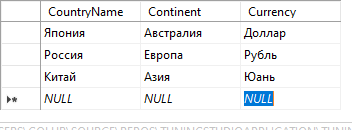 CountryName Continent Currency
Япония Австралия Доллар
Россия Европа Рубль
Китай Азия Юань
NULL NULL NULL